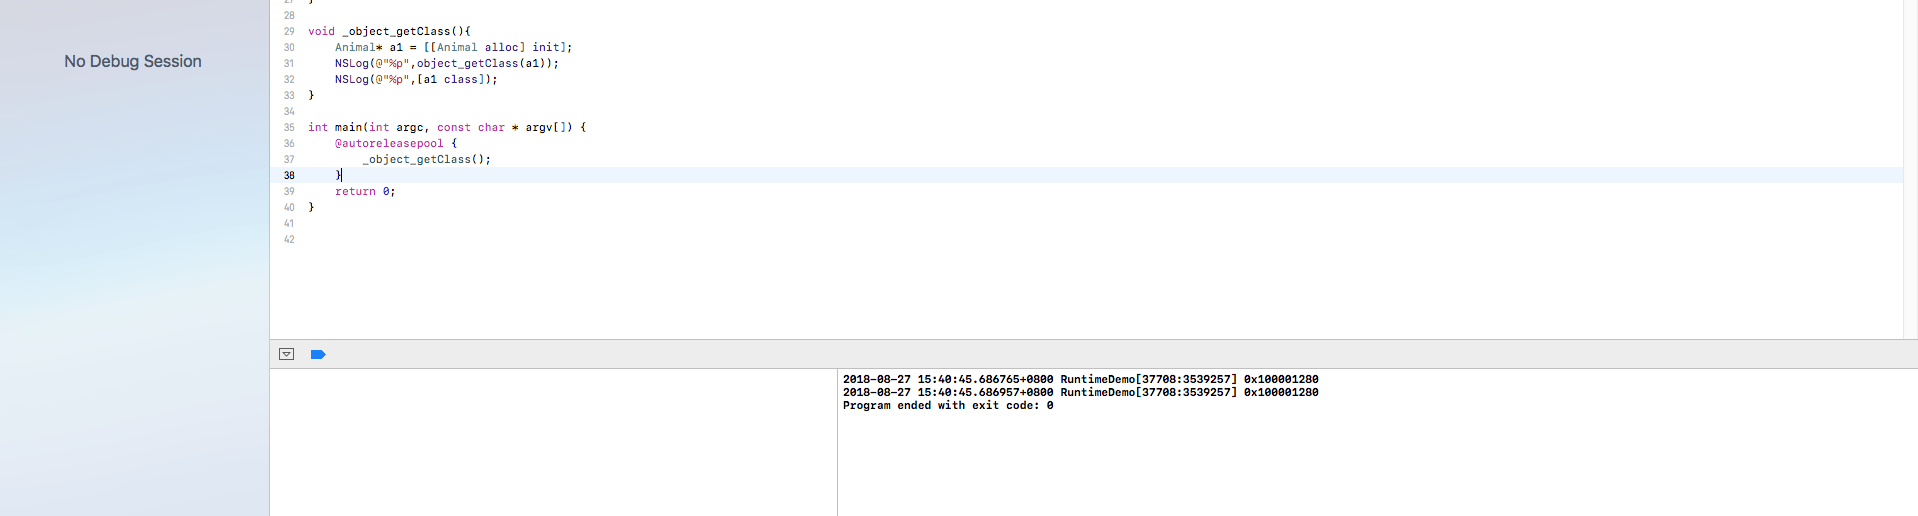 No Debug Session
28
29 void _object_getClass(){
30     Animal* a1 = [[Animal alloc] init];
31     NSLog(@"%p",object_getClass(a1));
32     NSLog(@"%p",[a1 class]);
33 }
34
35 int main(int argc, const char * argv[]) {
36     @autoreleasepool {
37         _object_getClass();
38     }
39     return 0;
40 }
41
42
2018-08-27 15:40:45.686765+0800 RuntimeDemo[37708:3539257] 0x100001280
2018-08-27 15:40:45.686957+0800 RuntimeDemo[37708:3539257] 0x100001280
Program ended with exit code: 0